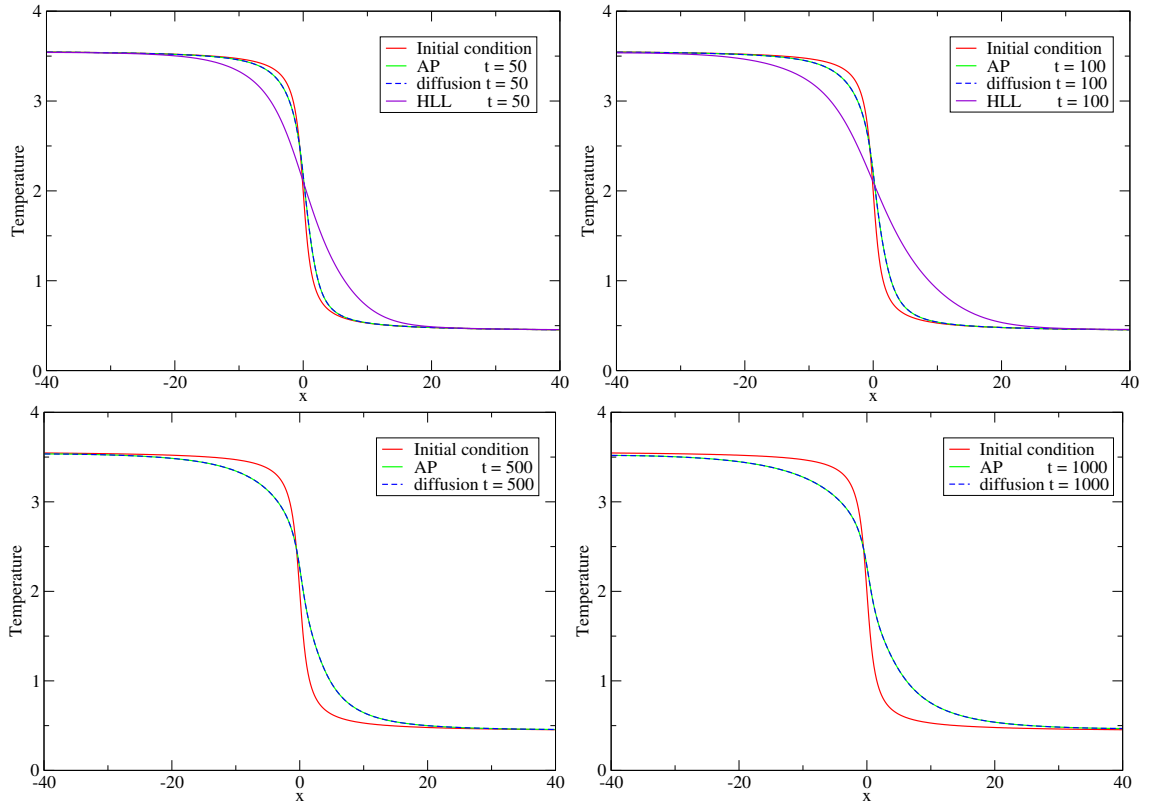 4
3
2
1
0
Temperature
-40
-20
0
20
40
x
Initial condition
AP t = 50
diffusion t = 50
HLL t = 50
4
3
2
1
0
Temperature
-40
-20
0
20
40
x
Initial condition
AP t = 100
diffusion t = 100
HLL t = 100
4
3
2
1
0
Temperature
-40
-20
0
20
40
x
Initial condition
AP t = 500
diffusion t = 500
4
3
2
1
0
Temperature
-40
-20
0
20
40
x
Initial condition
AP t = 1000
diffusion t = 1000